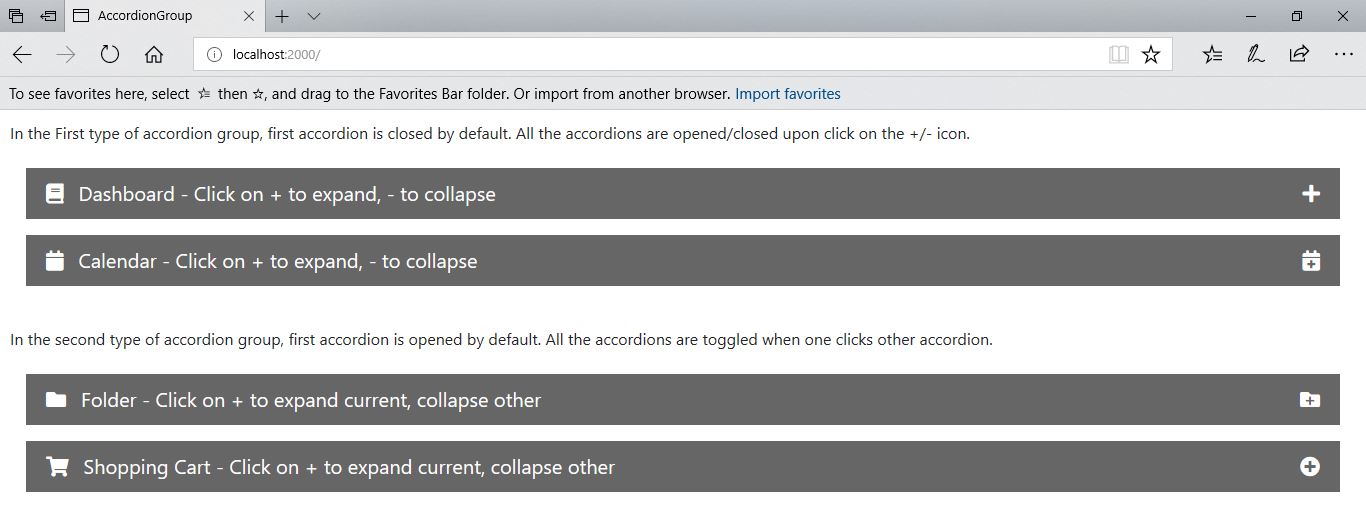 AccordionGroup
localhost:2000/
To see favorites here, select then , and drag to the Favorites Bar folder. Or import from another browser. Import favorites
In the First type of accordion group, first accordion is closed by default. All the accordions are opened/closed upon click on the +/- icon.
Dashboard - Click on + to expand, - to collapse
Calendar - Click on + to expand, - to collapse
In the second type of accordion group, first accordion is opened by default. All the accordions are toggled when one clicks other accordion.
Folder - Click on + to expand current, collapse other
Shopping Cart - Click on + to expand current, collapse other